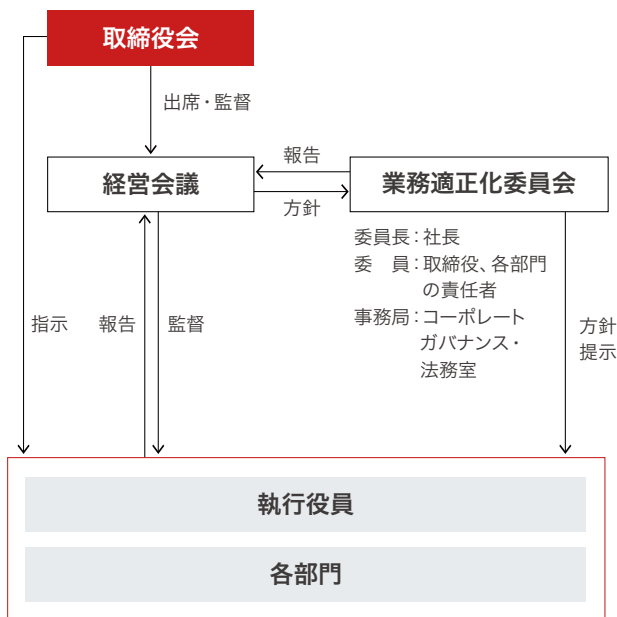 取締役会
出席・監督
経営会議
報告
方針
業務適正化委員会
委員長：社長
委　員：取締役、各部門
の責任者
事務局：コーポレート
ガバナンス・
法務室
指示
報告
監督
方針
提示
執行役員
各部門